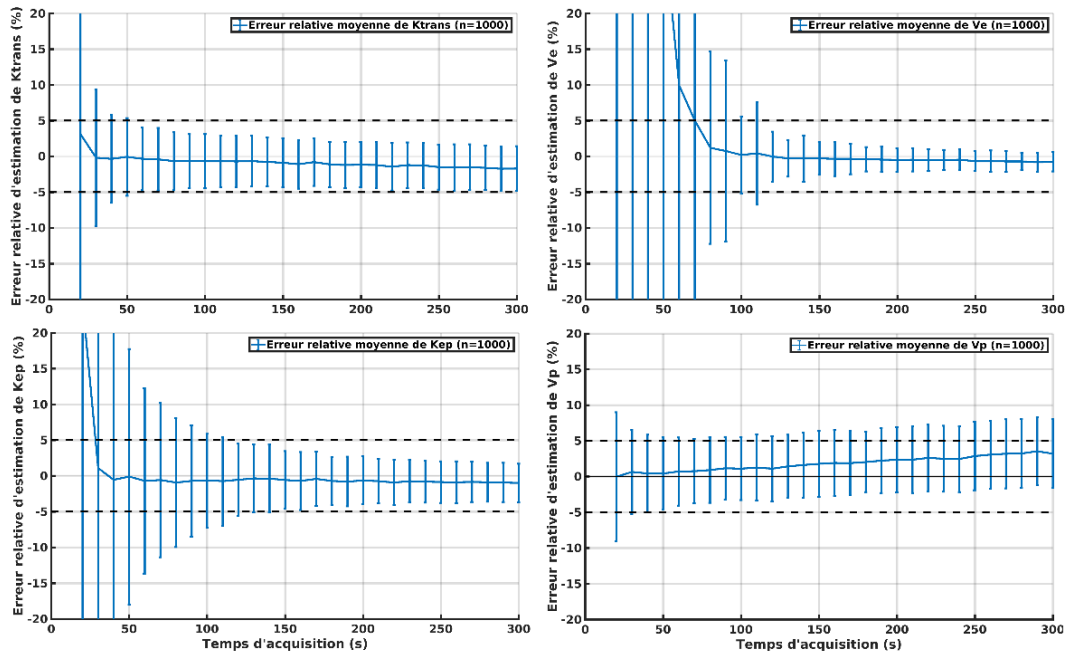 Erreur relative d'estimation de Ktrans (%)
20
15
10
5
0
-5
-10
-15
-20
Erreur relative moyenne de Ktrans (n=1000)
0 50 100 150 200 250 300
Erreur relative d'estimation de Ve (%)
20
15
10
5
0
-5
-10
-15
-20
Erreur relative moyenne de Ve (n=1000)
0 50 100 150 200 250 300
Erreur relative d'estimation de Kep (%)
20
15
10
5
0
-5
-10
-15
-20
Erreur relative moyenne de Kep (n=1000)
0 50 100 150 200 250 300
Temps d'acquisition (s)
Erreur relative d'estimation de Vp (%)
20
15
10
5
0
-5
-10
-15
-20
Erreur relative moyenne de Vp (n=1000)
0 50 100 150 200 250 300
Temps d'acquisition (s)